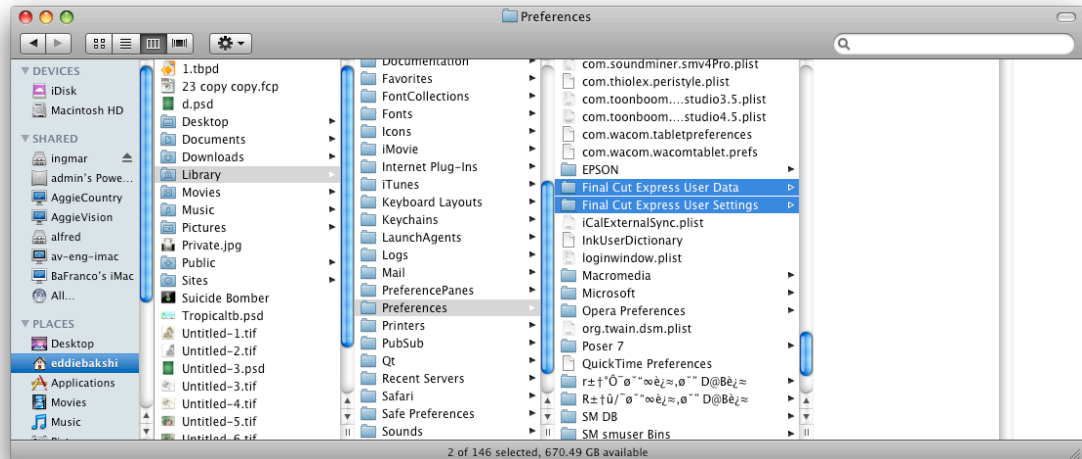 Preferences
DEVICES
iDisk
Macintosh HD
SHARED
ingmar
admin's Powe...
AggieCountry
AggieVision
alfred
av-eng-imac
BaFranco's iMac
All...
PLACES
Desktop
eddiebakshi
Applications
Movies
Music
1.tbpd
23 copy copy.fcp
d.psd
Desktop
Documents
Downloads
Library
Movies
Music
Pictures
Private.jpg
Public
Sites
Suicide Bomber
Tropicaltb.psd
Untitled-1.tif
Untitled-2.tif
Untitled-3.psd
Untitled-3.tif
Untitled-4.tif
Untitled-5.tif
Untitled-6.tif
Documentation
Favorites
FontCollections
Fonts
Icons
iMovie
Internet Plug-Ins
iTunes
Keyboard Layouts
Keychains
LaunchAgents
Logs
Mail
PreferencePanes
Preferences
Printers
PubSub
Qt
Recent Servers
Safari
Safe Preferences
Sounds
com.soundminer.smv4Pro.plist
com.thiolex.peristyle.plist
com.toonboom....studio3.5.plist
com.toonboom....studio4.5.plist
com.wacom.tabletpreferences
com.wacom.wacomtablet.prefs
EPSON
Final Cut Express User Data
Final Cut Express User Settings
iCalExternalSync.plist
InkUserDictionary
loginwindow.plist
Macromedia
Microsoft
Opera Preferences
org.twain.dsm.plist
Poser 7
QuickTime Preferences
SM DB
SM smuser Bins
2 of 146 selected, 670.49 GB available